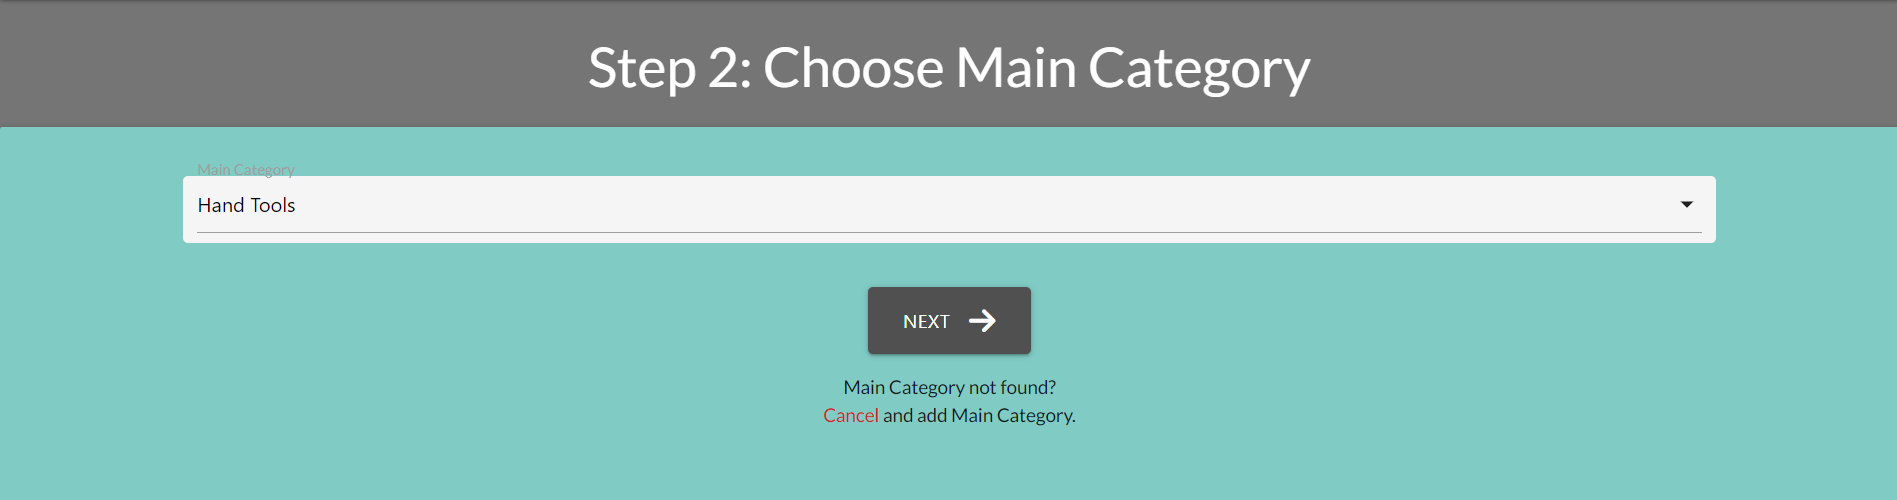 Step 2: Choose Main Category
Main Category
Hand Tools
NEXT
Main Category not found?
Cancel and add Main Category.